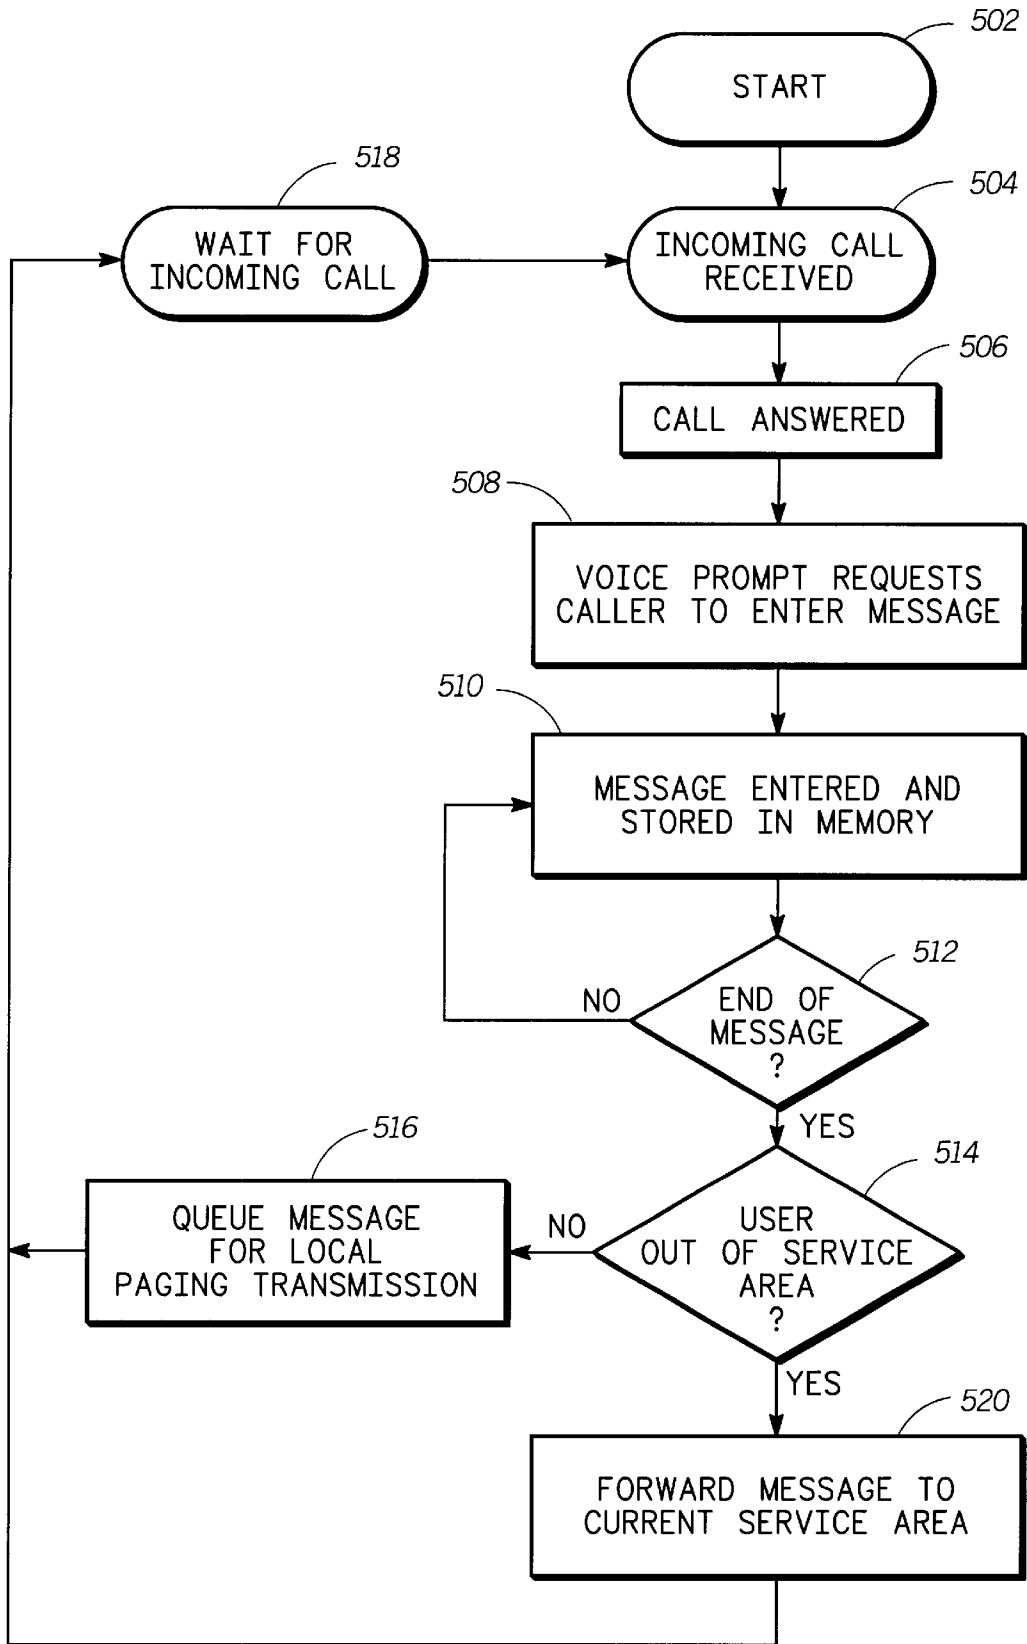 502
START
518
504
WAIT FOR
INCOMING CALL
INCOMING CALL
RECEIVED
506
CALL ANSWERED
508
VOICE PROMPT REQUESTS
CALLER TO ENTER MESSAGE
510
MESSAGE ENTERED AND
STORED IN MEMORY
512
NO
END OF
MESSAGE
?
YES
516
514
QUEUE MESSAGE
FOR LOCAL
PAGING TRANSMISSION
NO
USER
OUT OF SERVICE
AREA
?
YES
520
FORWARD MESSAGE TO
CURRENT SERVICE AREA